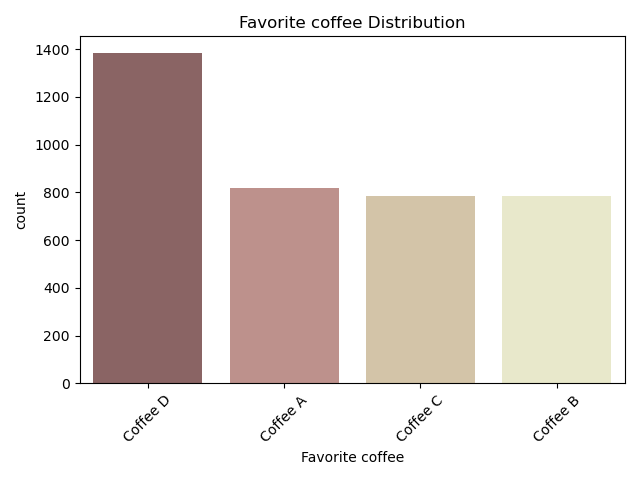 Favorite coffee Distribution
count
1400
1200
1000
800
600
400
200
0
Coffee D
Coffee A
Coffee C
Coffee B
Favorite coffee